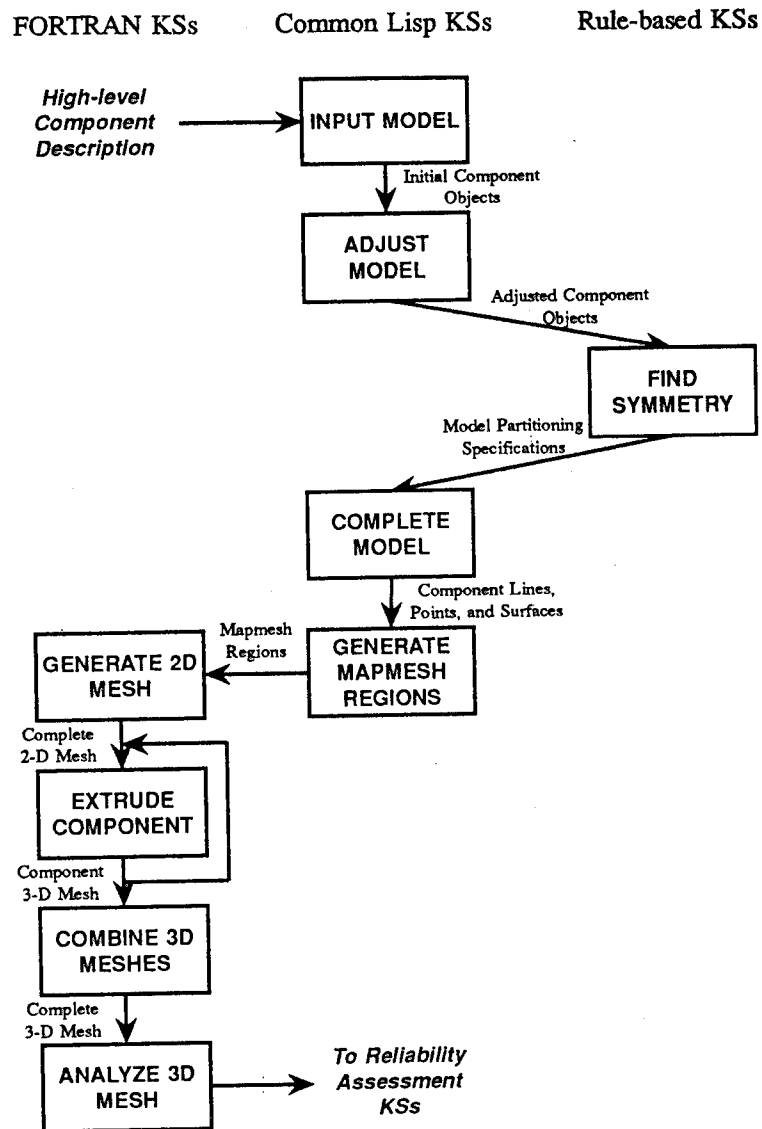 FORTRAN KSs
Common Lisp KSs
Rule-based KSs
High-level
Component
Description
INPUT MODEL
Initial Component
Objects
ADJUST
MODEL
Adjusted Component
Objects
FIND
SYMMETRY
Model Partitioning
Specifications
COMPLETE
MODEL
Component Lines,
Points, and Surfaces
GENERATE
MAPMESH
REGIONS
Mapmesh
Regions
GENERATE 2D
MESH
Complete
2-D Mesh
EXTRUDE
COMPONENT
Component
3-D Mesh
COMBINE 3D
MESHES
Complete
3-D Mesh
ANALYZE 3D
MESH
To Reliability
Assessment
KSs